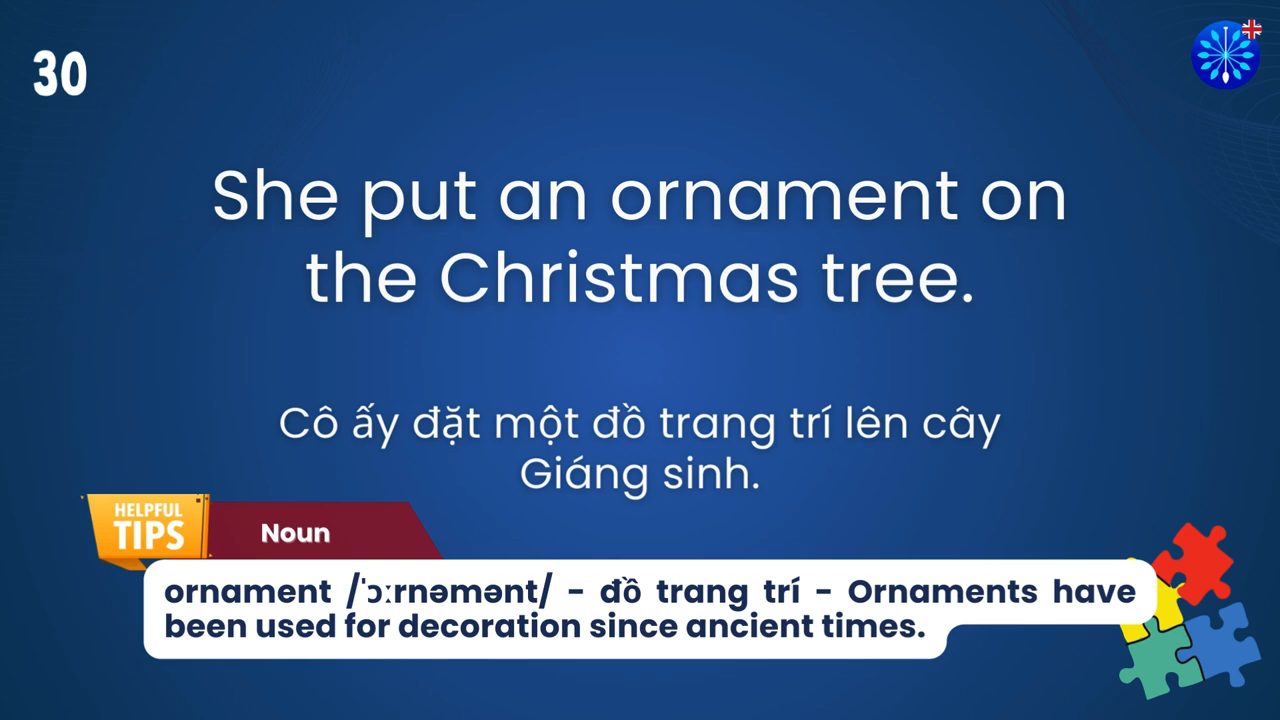 30
She put an ornament on
the Christmas tree.
Cô ấy đặt một đồ trang trí lên cây
Giáng sinh.
HELPFUL
TIPS
Noun
ornament /ˈɔːrnəmənt/ - đồ trang trí - Ornaments have
been used for decoration since ancient times.